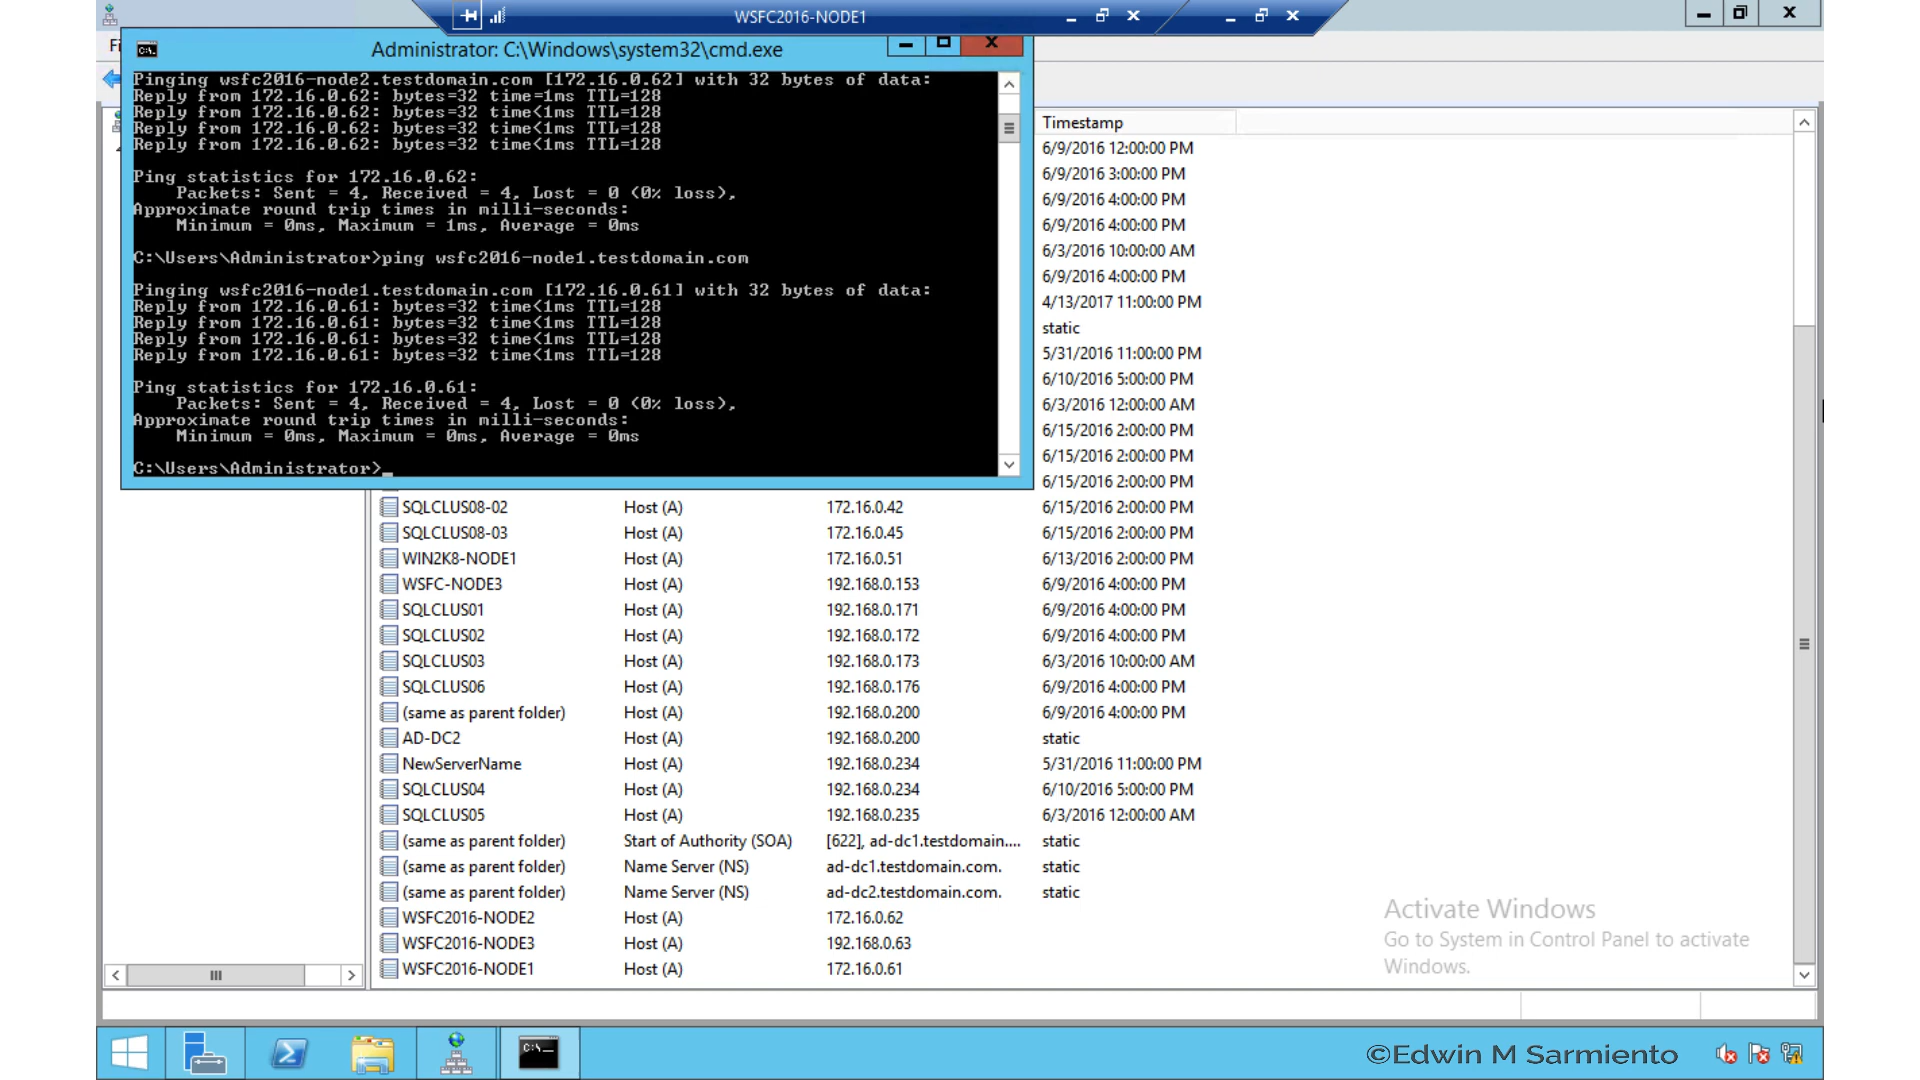 WSFC2016-NODE1
Fi
Administrator: C:\Windows\system32\cmd.exe
Pinging wsfc2016-node2.testdomain.com [172.16.0.62] with 32 bytes of data:
Reply from 172.16.0.62: bytes=32 time=1ms TTL=128
Reply from 172.16.0.62: bytes=32 time<1ms TTL=128
Reply from 172.16.0.62: bytes=32 time<1ms TTL=128
Reply from 172.16.0.62: bytes=32 time<1ms TTL=128
Ping statistics for 172.16.0.62:
Packets: Sent = 4, Received = 4, Lost = 0 (0% loss),
Approximate round trip times in milli-seconds:
Minimum = 0ms, Maximum = 1ms, Average = 0ms
C:\Users\Administrator>ping wsfc2016-node1.testdomain.com
Pinging wsfc2016-node1.testdomain.com [172.16.0.61] with 32 bytes of data:
Reply from 172.16.0.61: bytes=32 time<1ms TTL=128
Reply from 172.16.0.61: bytes=32 time<1ms TTL=128
Reply from 172.16.0.61: bytes=32 time<1ms TTL=128
Reply from 172.16.0.61: bytes=32 time<1ms TTL=128
Ping statistics for 172.16.0.61:
Packets: Sent = 4, Received = 4, Lost = 0 (0% loss),
Approximate round trip times in milli-seconds:
Minimum = 0ms, Maximum = 0ms, Average = 0ms
C:\Users\Administrator>_
Timestamp
6/9/2016 12:00:00 PM
6/9/2016 3:00:00 PM
6/9/2016 4:00:00 PM
6/9/2016 4:00:00 PM
6/3/2016 10:00:00 AM
6/9/2016 4:00:00 PM
4/13/2017 11:00:00 PM
static
5/31/2016 11:00:00 PM
6/10/2016 5:00:00 PM
6/3/2016 12:00:00 AM
6/15/2016 2:00:00 PM
6/15/2016 2:00:00 PM
6/15/2016 2:00:00 PM
SQLCLUS08-02 Host (A) 172.16.0.42 6/15/2016 2:00:00 PM
SQLCLUS08-03 Host (A) 172.16.0.45 6/15/2016 2:00:00 PM
WIN2K8-NODE1 Host (A) 172.16.0.51 6/13/2016 2:00:00 PM
WSFC-NODE3 Host (A) 192.168.0.153 6/9/2016 4:00:00 PM
SQLCLUS01 Host (A) 192.168.0.171 6/9/2016 4:00:00 PM
SQLCLUS02 Host (A) 192.168.0.172 6/9/2016 4:00:00 PM
SQLCLUS03 Host (A) 192.168.0.173 6/3/2016 10:00:00 AM
SQLCLUS06 Host (A) 192.168.0.176 6/9/2016 4:00:00 PM
(same as parent folder) Host (A) 192.168.0.200 6/9/2016 4:00:00 PM
AD-DC2 Host (A) 192.168.0.200 static
NewServerName Host (A) 192.168.0.234 5/31/2016 11:00:00 PM
SQLCLUS04 Host (A) 192.168.0.234 6/10/2016 5:00:00 PM
SQLCLUS05 Host (A) 192.168.0.235 6/3/2016 12:00:00 AM
(same as parent folder) Start of Authority (SOA) [622], ad-dc1.testdomain.... static
(same as parent folder) Name Server (NS) ad-dc1.testdomain.com. static
(same as parent folder) Name Server (NS) ad-dc2.testdomain.com. static
WSFC2016-NODE2 Host (A) 172.16.0.62
WSFC2016-NODE3 Host (A) 192.168.0.63
WSFC2016-NODE1 Host (A) 172.16.0.61
Activate Windows
Go to System in Control Panel to activate
Windows.
©Edwin M Sarmiento